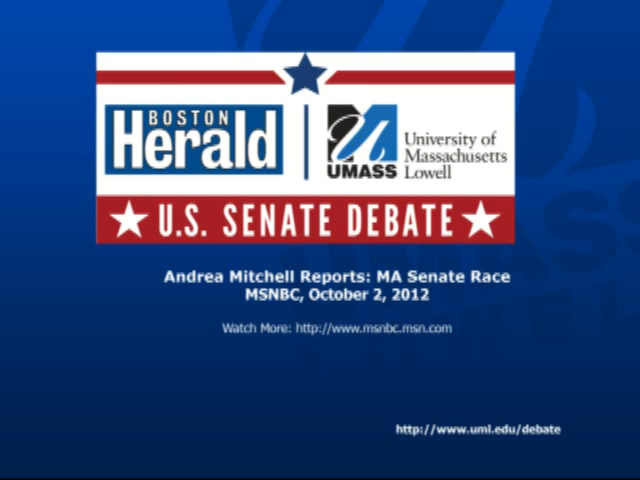 BOSTON
Herald
UMASS
University of
Massachusetts
Lowell
U.S. SENATE DEBATE
Andrea Mitchell Reports: MA Senate Race
MSNBC, October 2, 2012
Watch More: http://www.msnbc.msn.com
http://www.uml.edu/debate